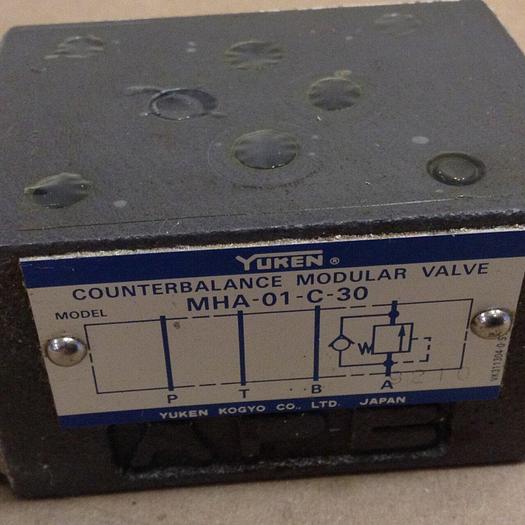 YUKEN ®
COUNTERBALANCE MODULAR VALVE
MODEL MHA-01-C-30
W
P T B A
YUKEN KOGYO CO., LTD. JAPAN